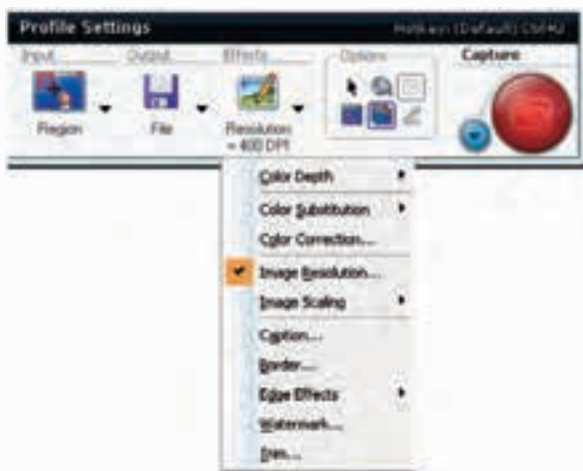 Profile Settings
Hotkeys (Default) Ctrl+U
Input
Output
Effects
Options
Capture
Region
File
Resolution
= 400 DPI
Color Depth
Color Substitution
Color Correction...
Image Resolution...
Image Scaling
Caption...
Border...
Edge Effects
Watermark...
Trim...